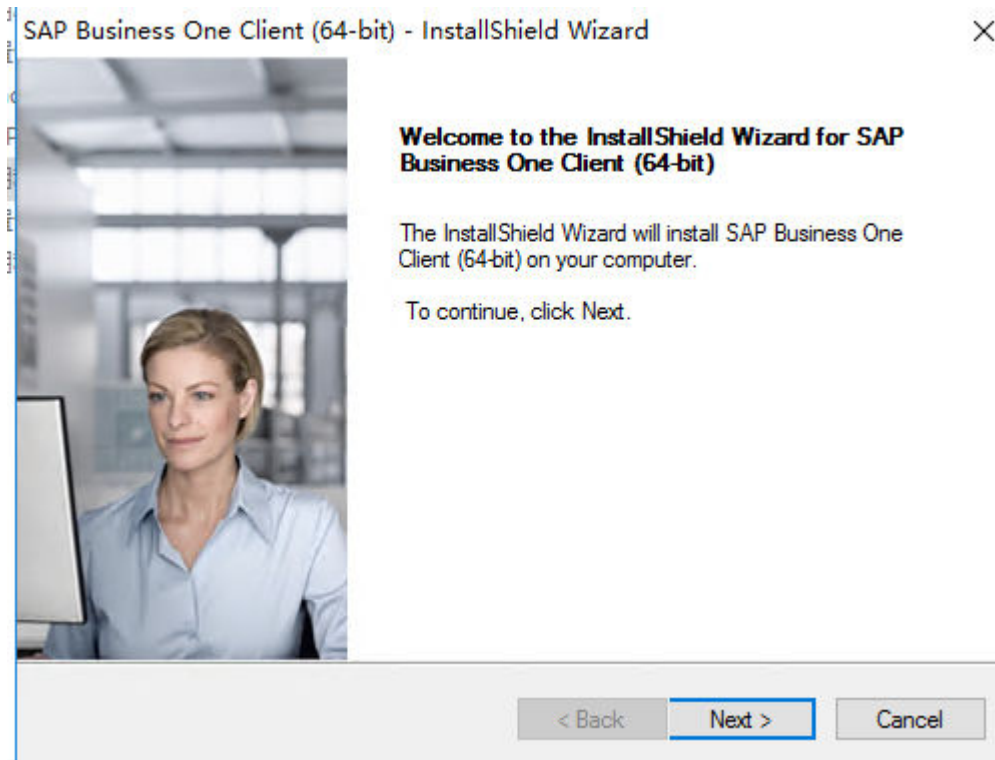 SAP Business One Client (64-bit) - InstallShield Wizard
Welcome to the InstallShield Wizard for SAP
Business One Client (64-bit)
The InstallShield Wizard will install SAP Business One
Client (64-bit) on your computer.
To continue, click Next.
< Back
Next >
Cancel